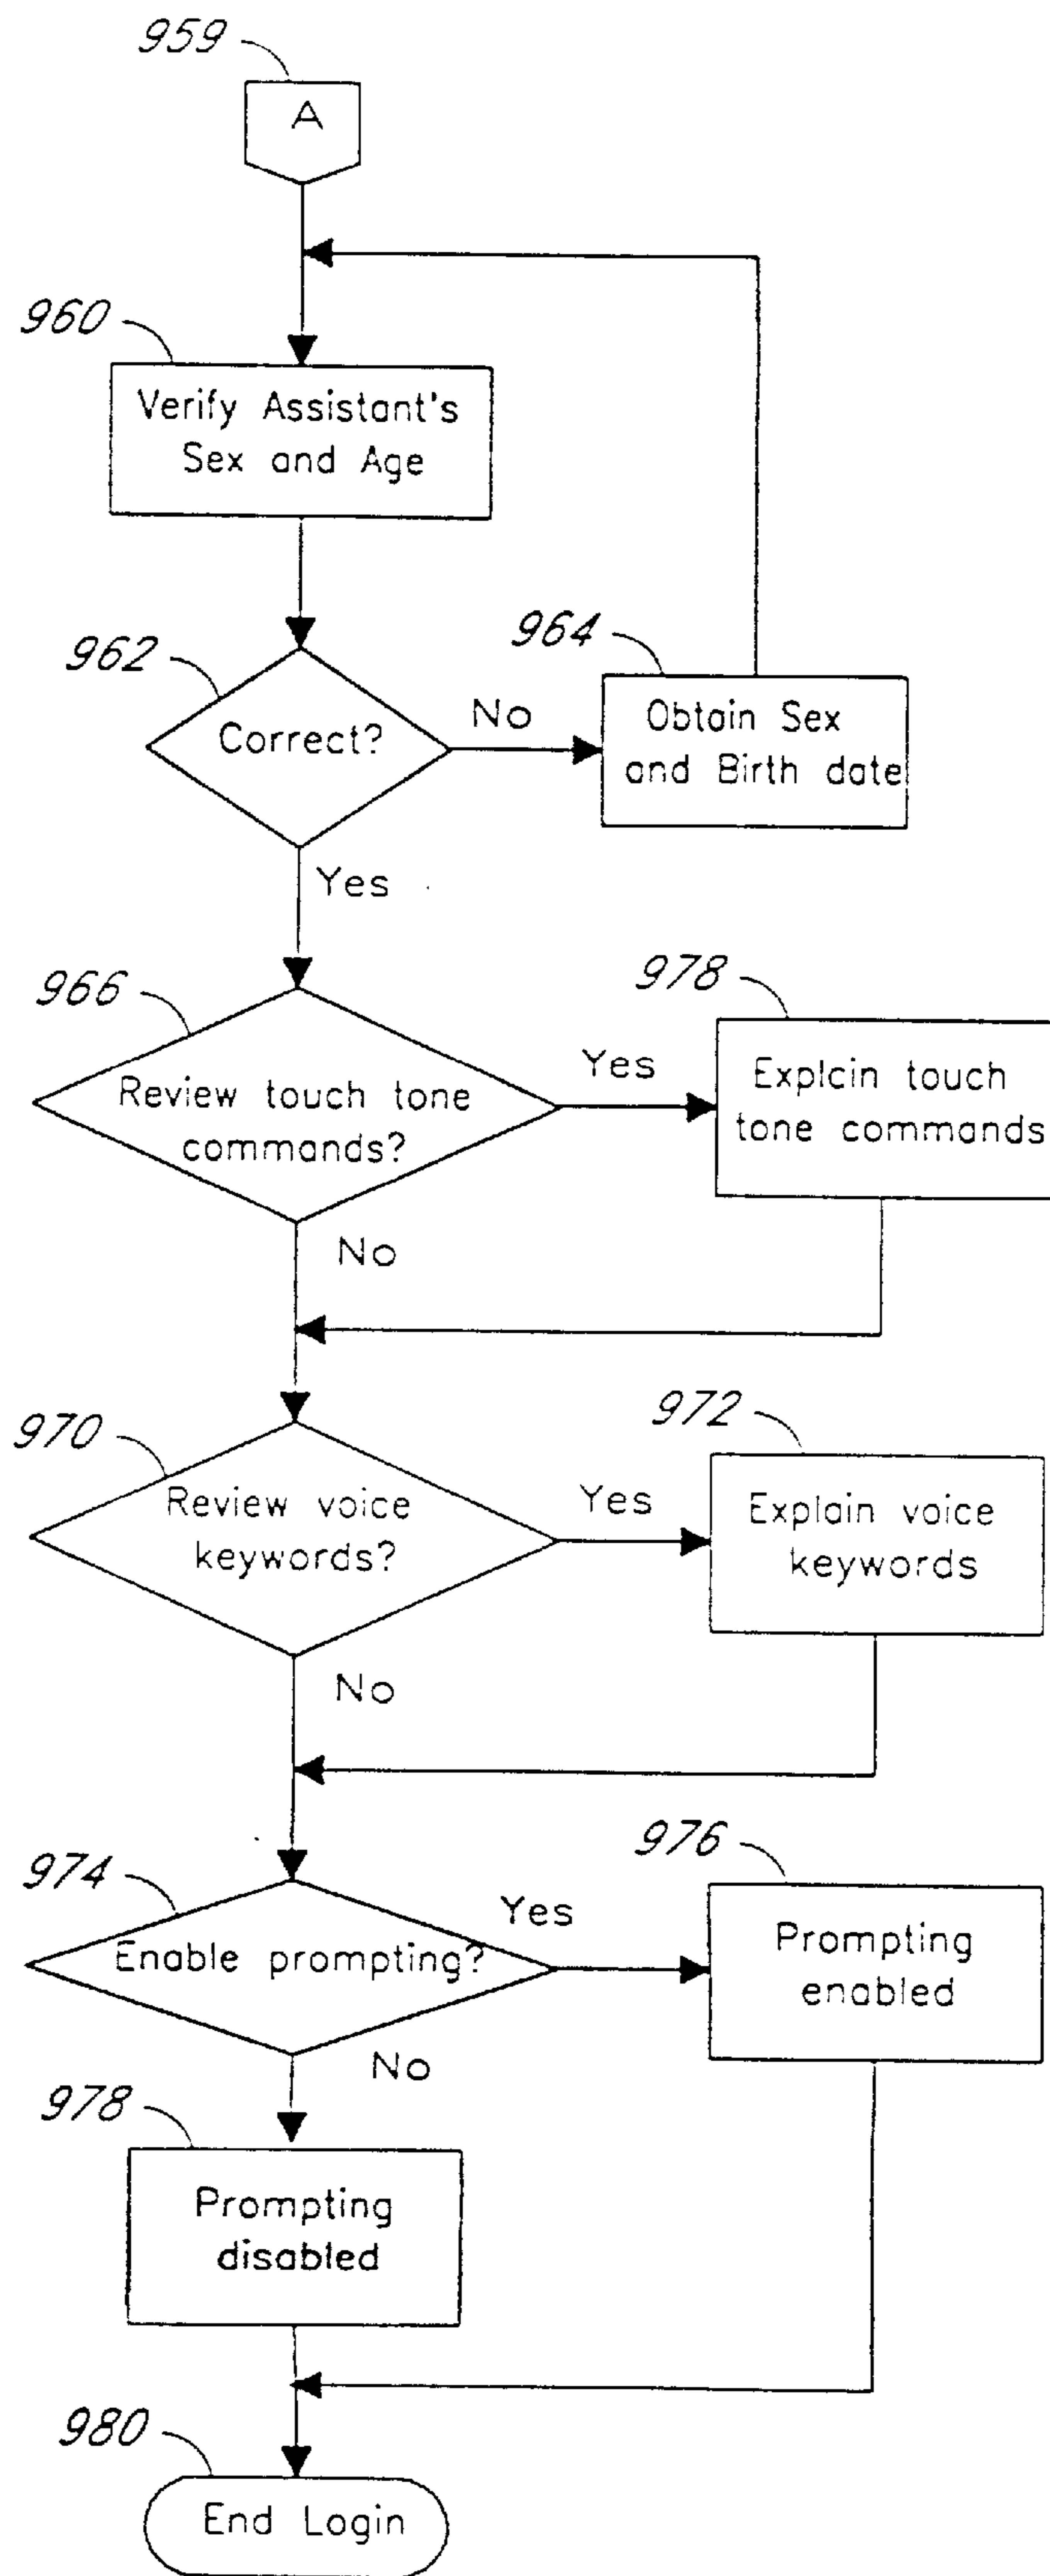 959
A
960
Verify Assistant's
Sex and Age
962
Correct?
No
964
Obtain Sex
and Birth date
Yes
966
Review touch tone
commands?
Yes
978
Explcin touch
tone commands
No
970
Review voice
keywords?
Yes
972
Explain voice
keywords
No
974
Enable prompting?
Yes
976
Prompting
enabled
No
978
Prompting
disabled
980
End Login